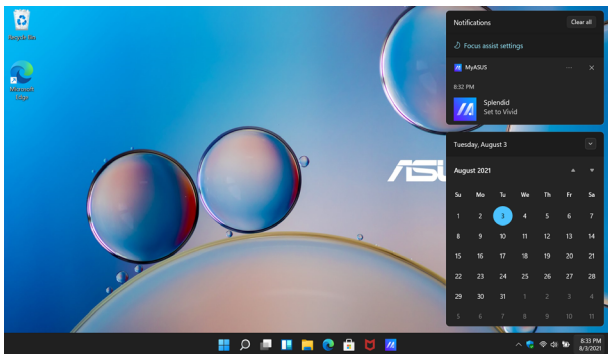 Recycle Bin
Microsoft
Edge
Notifications
Clear all
Focus assist settings
MyASUS
8:32 PM
Splendid
Set to Vivid
Tuesday, August 3
August 2021
Su Mo Tu We Th Fr Sa
1 2 3 4 5 6 7
8 9 10 11 12 13 14
15 16 17 18 19 20 21
22 23 24 25 26 27 28
29 30 31 1 2 3 4
5 6 7 8 9 10 11
8:33 PM
8/3/2021